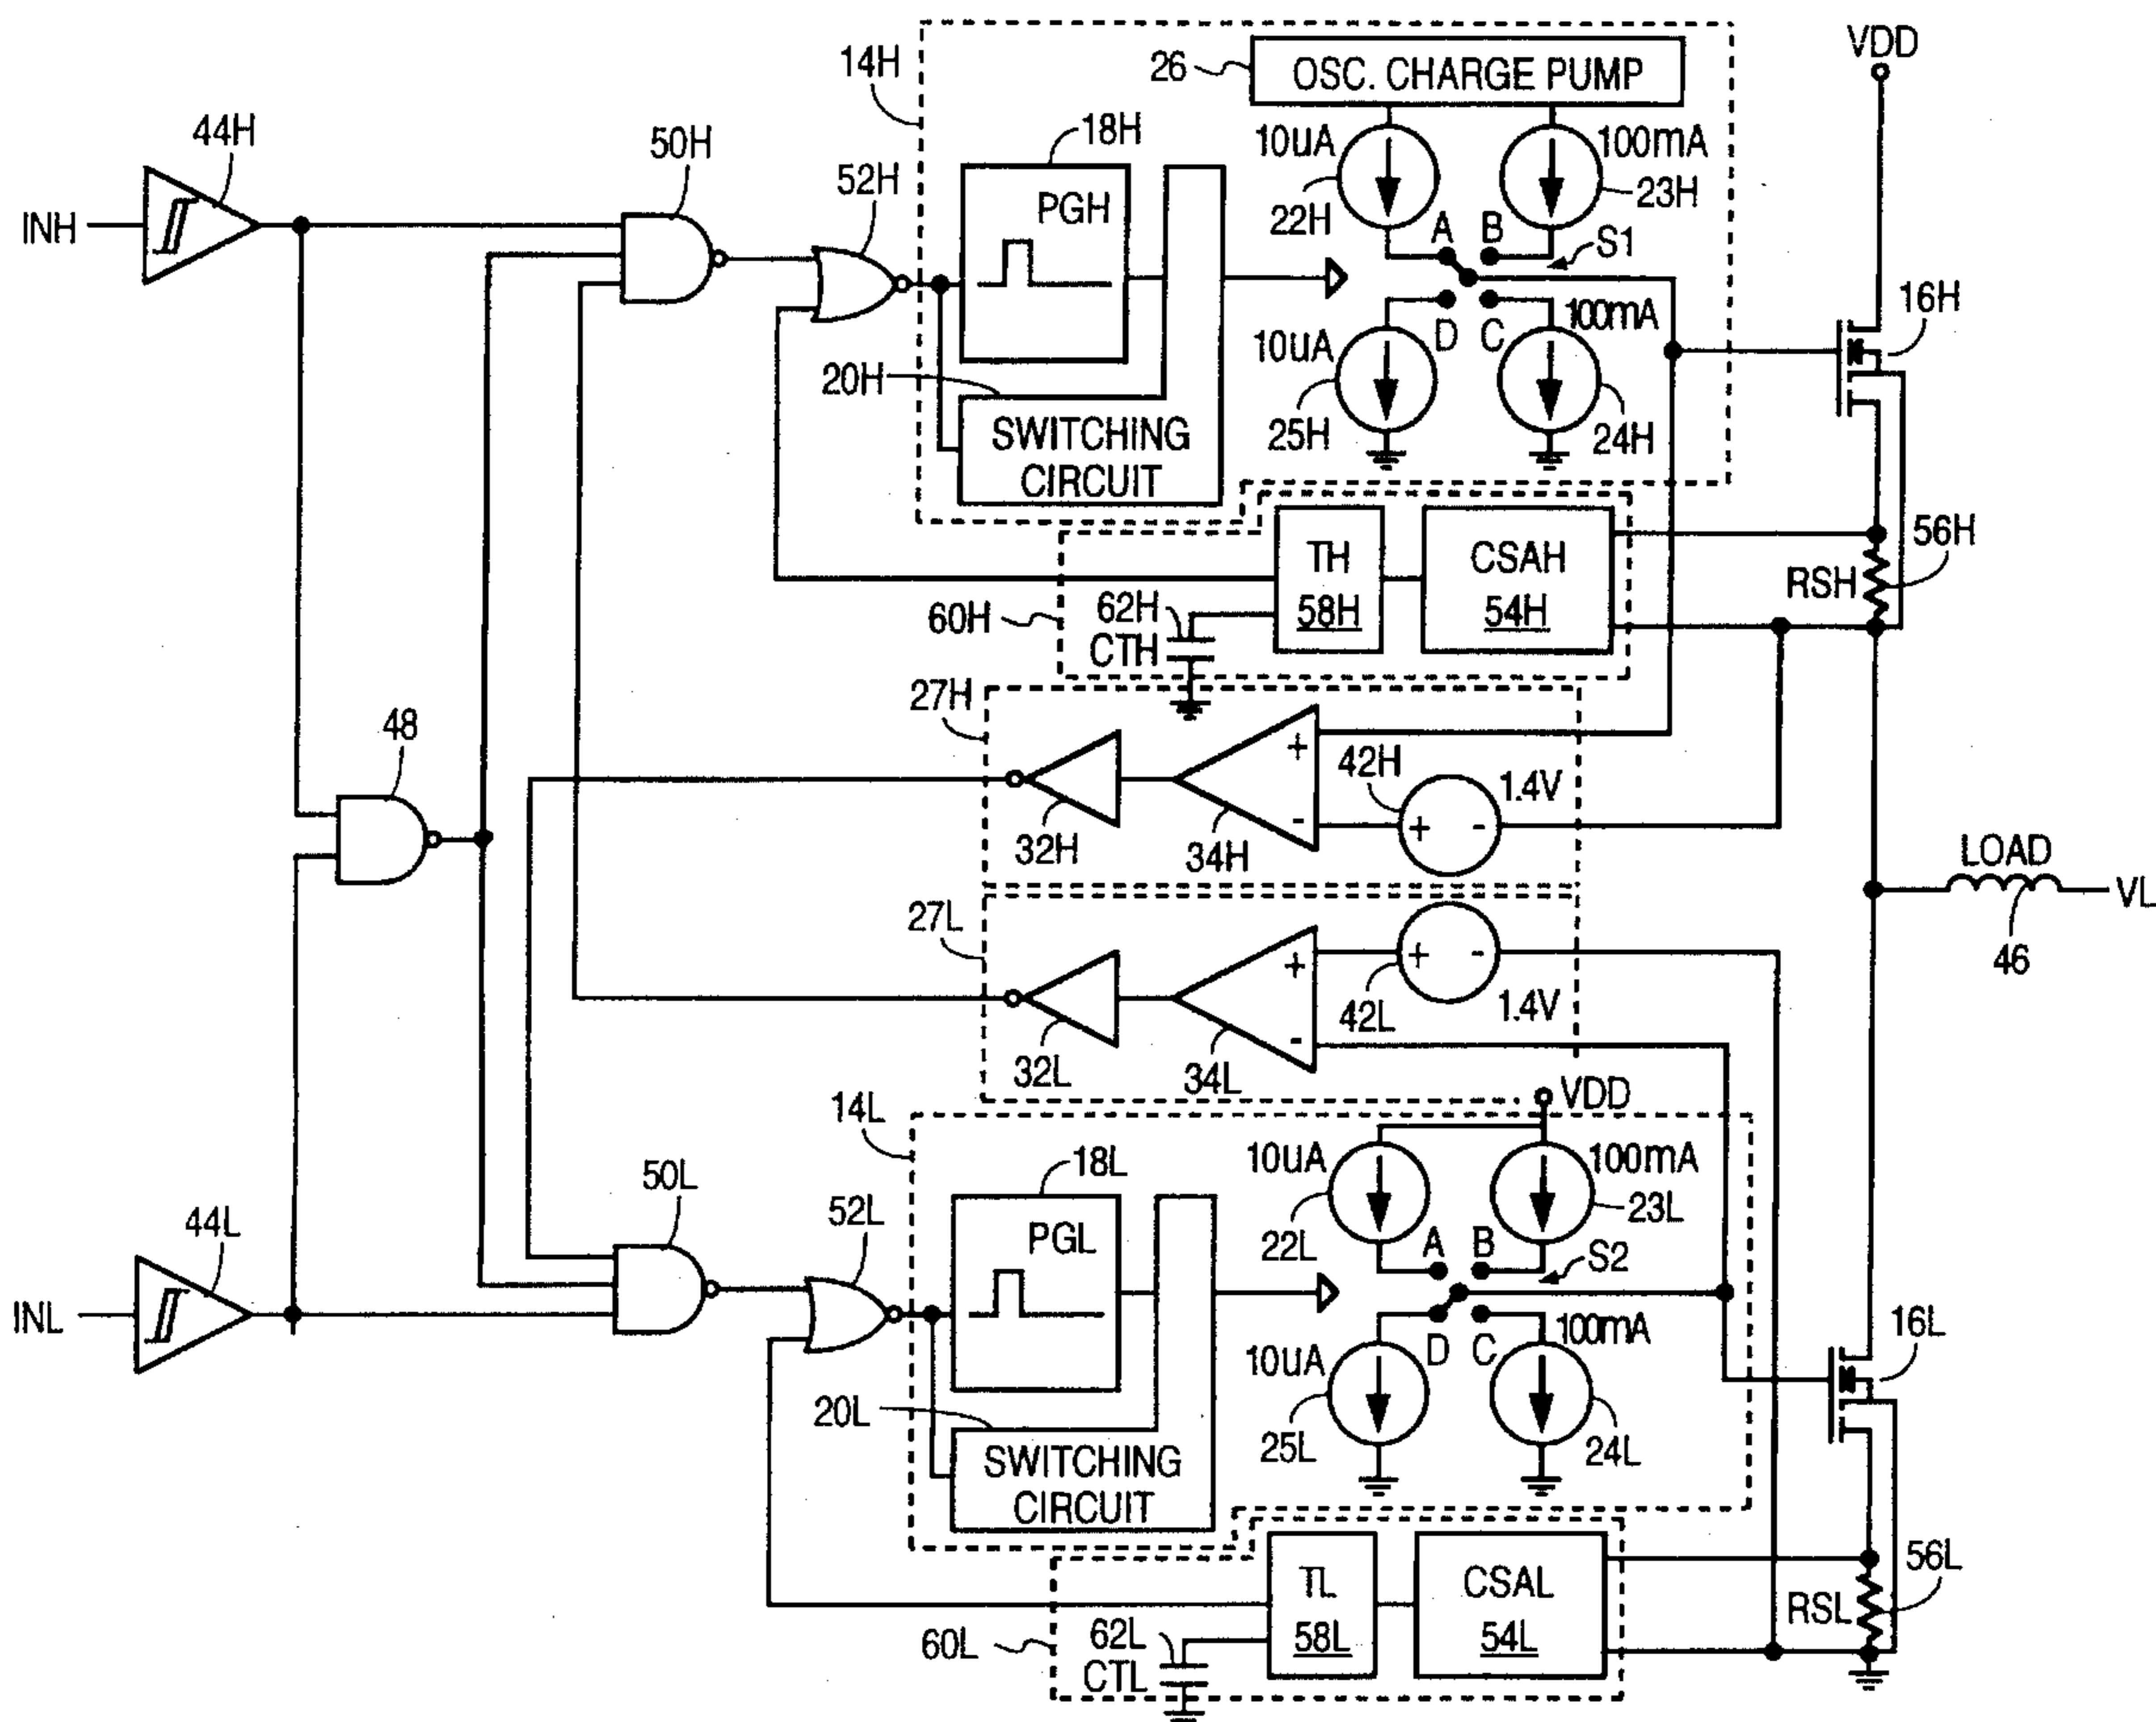 VDD
14H
26
OSC. CHARGE PUMP
44H
50H
18H
10uA
100mA
52H
PGH
23H
INH
22H
A
B
S1
16H
D
C
100mA
10uA
20H
SWITCHING
CIRCUIT
25H
24H
56H
TH
58H
CSAH
54H
RSH
60H
62H
CTH
27H
48
42H
1.4V
+
-
+
-
32H
34H
LOAD
VL
27L
46
+
-
+
-
42L
1.4V
32L
34L
14L
VDD
50L
18L
10uA
100mA
44L
52L
PGL
23L
22L
A
B
S2
INL
D
C
100mA
16L
10uA
20L
SWITCHING
CIRCUIT
25L
24L
56L
TL
58L
CSAL
54L
RSL
60L
62L
CTL